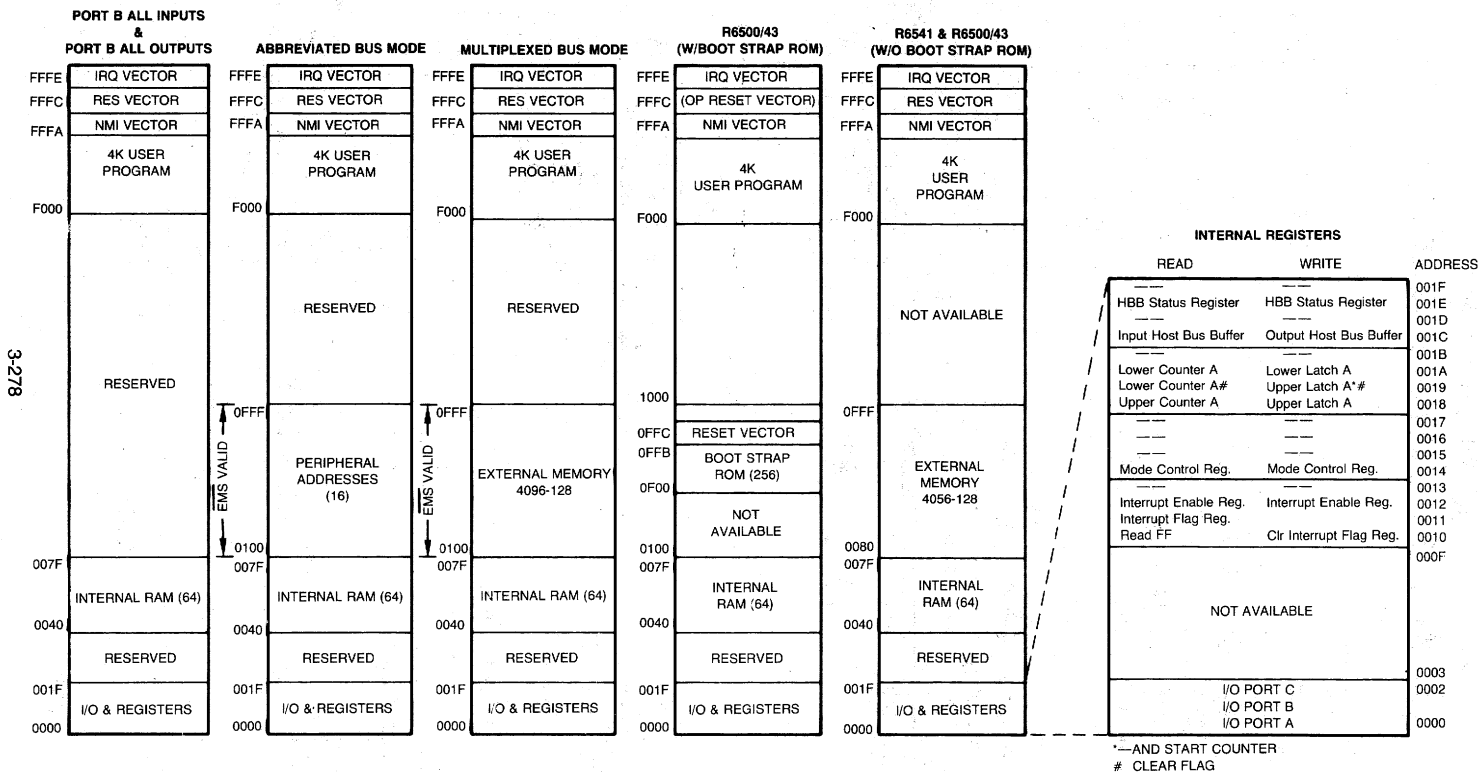 PORT B ALL INPUTS
&
PORT B ALL OUTPUTS
FFFE IRQ VECTOR
FFFC RES VECTOR
FFFA NMI VECTOR
4K USER
PROGRAM
F000
RESERVED
007F
INTERNAL RAM (64)
0040
RESERVED
001F
I/O & REGISTERS
0000
ABBREVIATED BUS MODE
FFFE IRQ VECTOR
FFFC RES VECTOR
FFFA NMI VECTOR
4K USER
PROGRAM
F000
RESERVED
0FFF
EMS VALID
PERIPHERAL
ADDRESSES
(16)
0100
007F
INTERNAL RAM (64)
0040
RESERVED
001F
I/O & REGISTERS
0000
MULTIPLEXED BUS MODE
FFFE IRQ VECTOR
FFFC RES VECTOR
FFFA NMI VECTOR
4K USER
PROGRAM
F000
RESERVED
0FFF
EMS VALID
EXTERNAL MEMORY
4096-128
0100
007F
INTERNAL RAM (64)
0040
RESERVED
001F
I/O & REGISTERS
0000
R6500/43
(W/BOOT STRAP ROM)
FFFE IRQ VECTOR
FFFC (OP RESET VECTOR)
FFFA NMI VECTOR
4K
USER PROGRAM
F000
1000
0FFC RESET VECTOR
0FFB
BOOT STRAP
ROM (256)
0F00
NOT
AVAILABLE
0100
007F
INTERNAL
RAM (64)
0040
RESERVED
001F
I/O & REGISTERS
0000
R6541 & R6500/43
(W/O BOOT STRAP ROM)
FFFE IRQ VECTOR
FFFC RES VECTOR
FFFA NMI VECTOR
4K
USER
PROGRAM
F000
NOT AVAILABLE
0FFF
EXTERNAL
MEMORY
4056-128
0080
007F
INTERNAL
RAM (64)
0040
RESERVED
001F
I/O & REGISTERS
0000
INTERNAL REGISTERS
READ WRITE ADDRESS
—— —— 001F
HBB Status Register HBB Status Register 001E
—— —— 001D
Input Host Bus Buffer Output Host Bus Buffer 001C
—— —— 001B
Lower Counter A Lower Latch A 001A
Lower Counter A# Upper Latch A*# 0019
Upper Counter A Upper Latch A 0018
—— —— 0017
—— —— 0016
—— —— 0015
Mode Control Reg. Mode Control Reg. 0014
—— —— 0013
Interrupt Enable Reg. Interrupt Enable Reg. 0012
Interrupt Flag Reg. 0011
Read FF Clr Interrupt Flag Reg. 0010
000F
NOT AVAILABLE
0003
I/O PORT C 0002
I/O PORT B
I/O PORT A 0000
*—AND START COUNTER
# CLEAR FLAG
3-278